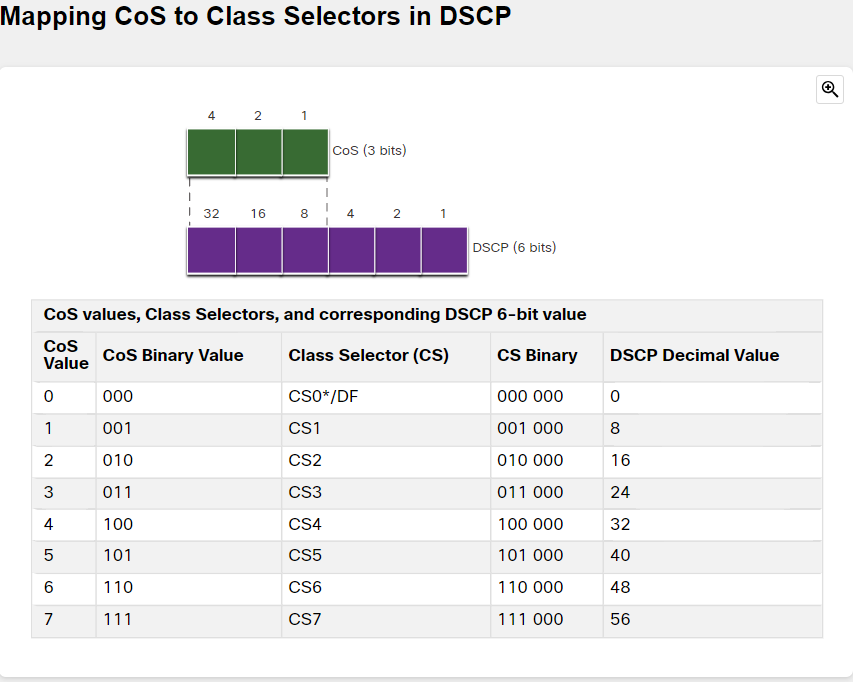 Mapping CoS to Class Selectors in DSCP
4 2 1
CoS (3 bits)
32 16 8 4 2 1
DSCP (6 bits)
CoS values, Class Selectors, and corresponding DSCP 6-bit value
CoS Value CoS Binary Value Class Selector (CS) CS Binary DSCP Decimal Value
0 000 CS0*/DF 000 000 0
1 001 CS1 001 000 8
2 010 CS2 010 000 16
3 011 CS3 011 000 24
4 100 CS4 100 000 32
5 101 CS5 101 000 40
6 110 CS6 110 000 48
7 111 CS7 111 000 56